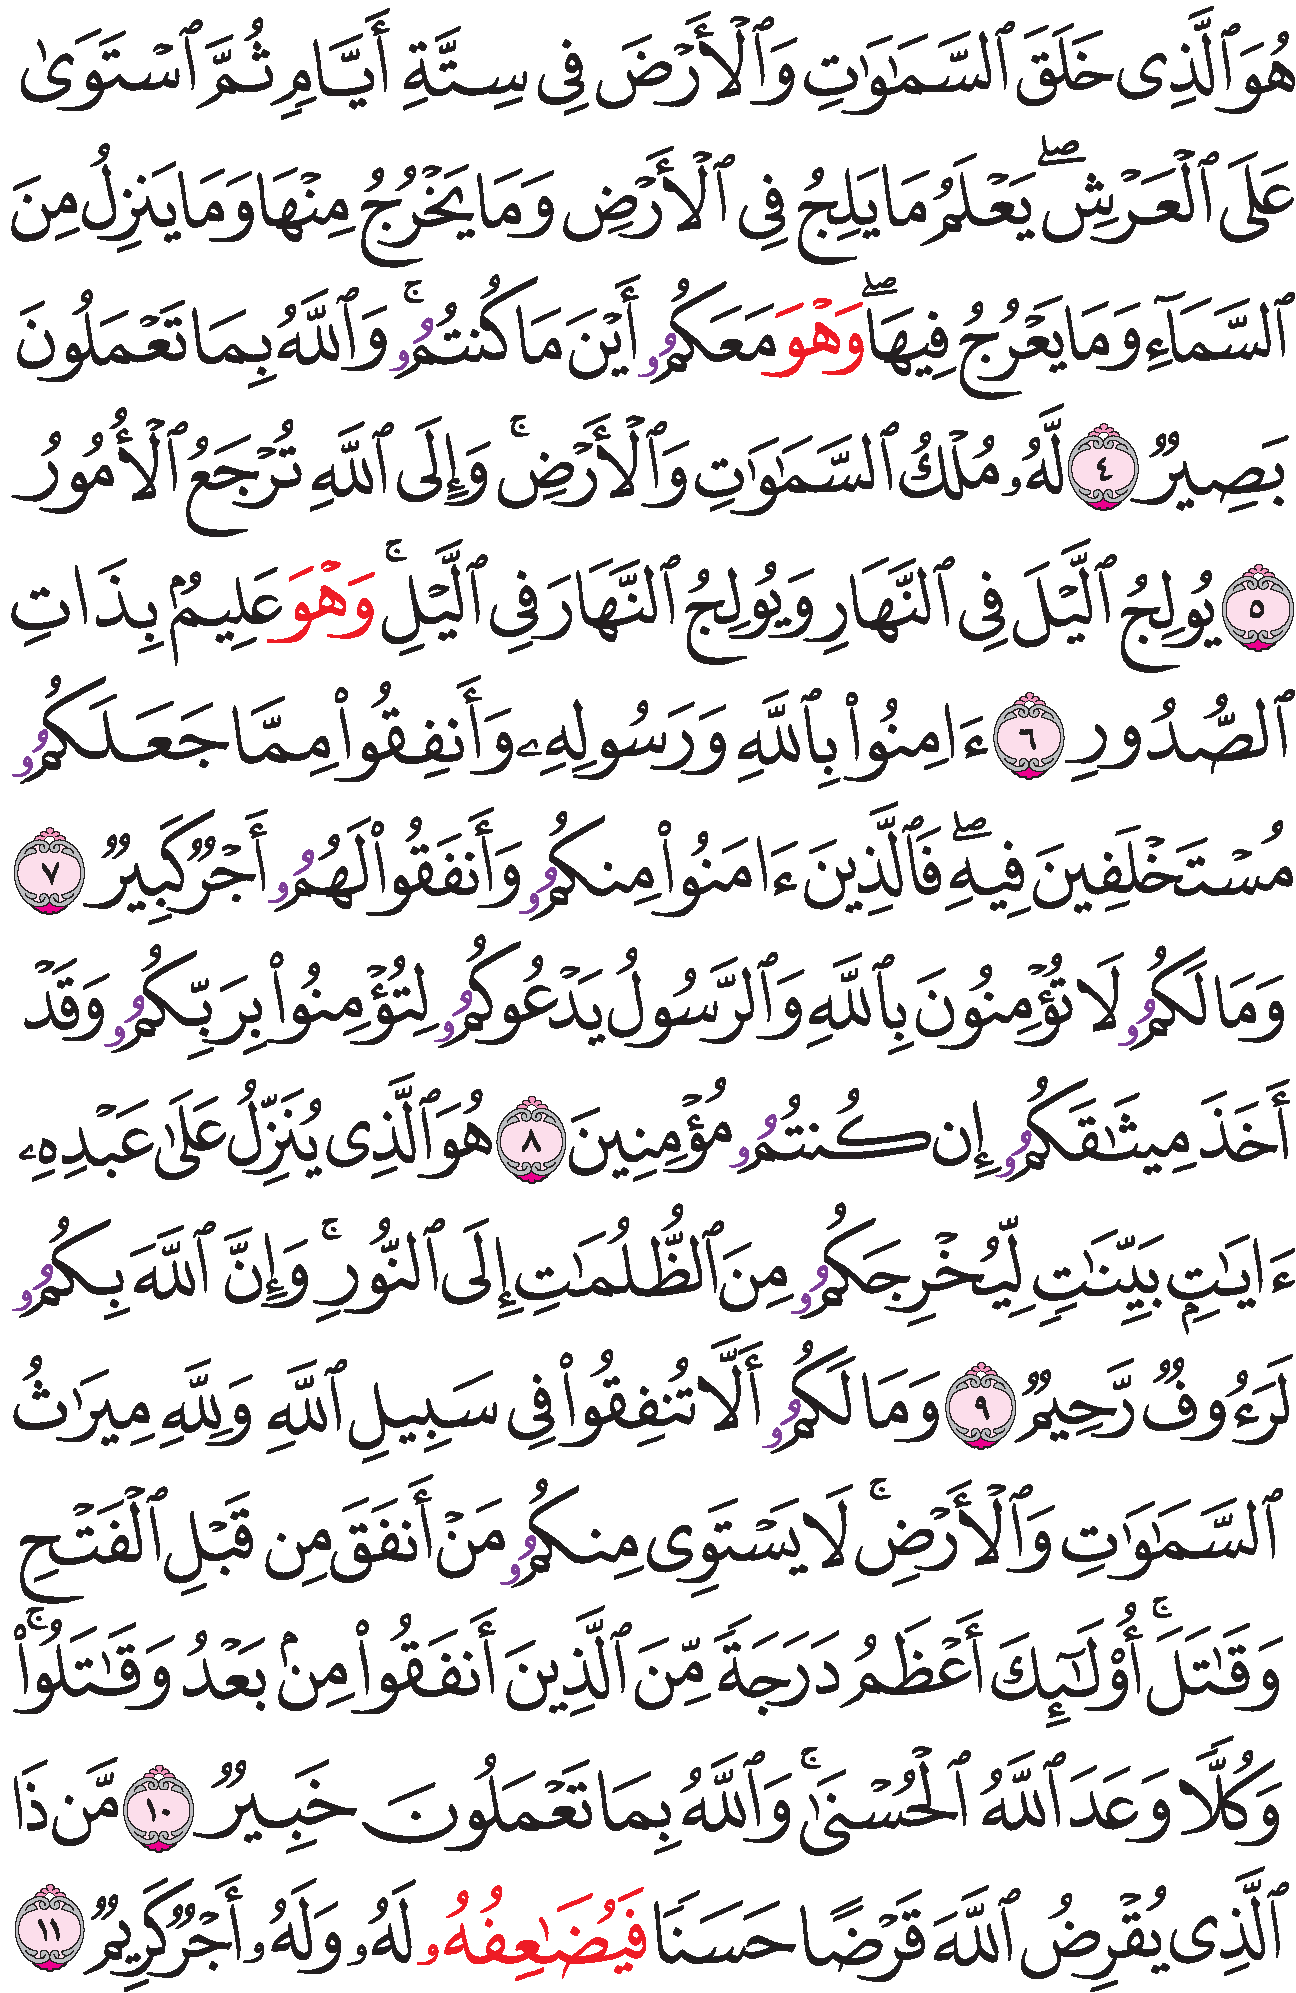 هُوَ ٱلَّذِى خَلَقَ ٱلسَّمَٰوَٰتِ وَٱلْأَرْضَ فِى سِتَّةِ أَيَّامٍ ثُمَّ ٱسْتَوَىٰ
عَلَى ٱلْعَرْشِ ۖ يَعْلَمُ مَا يَلِجُ فِى ٱلْأَرْضِ وَمَا يَخْرُجُ مِنْهَا وَمَا يَنزِلُ مِنَ
ٱلسَّمَآءِ وَمَا يَعْرُجُ فِيهَا ۖ وَهْوَ مَعَكُمُۥ أَيْنَ مَا كُنتُمُۥ ۚ وَٱللَّهُ بِمَا تَعْمَلُونَ
بَصِيرٌ ٤ لَّهُۥ مُلْكُ ٱلسَّمَٰوَٰتِ وَٱلْأَرْضِ ۚ وَإِلَى ٱللَّهِ تُرْجَعُ ٱلْأُمُورُ
٥ يُولِجُ ٱلَّيْلَ فِى ٱلنَّهَارِ وَيُولِجُ ٱلنَّهَارَ فِى ٱلَّيْلِ ۚ وَهْوَ عَلِيمٌۢ بِذَاتِ
ٱلصُّدُورِ ٦ ءَامِنُوا۟ بِٱللَّهِ وَرَسُولِهِۦ وَأَنفِقُوا۟ مِمَّا جَعَلَكُمُۥ
مُسْتَخْلَفِينَ فِيهِ ۖ فَٱلَّذِينَ ءَامَنُوا۟ مِنكُمُۥ وَأَنفَقُوا۟ لَهُمُۥ أَجْرٌ كَبِيرٌ ٧
وَمَا لَكُمُۥ لَا تُؤْمِنُونَ بِٱللَّهِ وَٱلرَّسُولُ يَدْعُوكُمُۥ لِتُؤْمِنُوا۟ بِرَبِّكُمُۥ وَقَدْ
أَخَذَ مِيثَٰقَكُمُۥ إِن كُنتُمُۥ مُؤْمِنِينَ ٨ هُوَ ٱلَّذِى يُنَزِّلُ عَلَىٰ عَبْدِهِۦ
ءَايَٰتٍۭ بَيِّنَٰتٍ لِّيُخْرِجَكُمُۥ مِنَ ٱلظُّلُمَٰتِ إِلَى ٱلنُّورِ ۚ وَإِنَّ ٱللَّهَ بِكُمُۥ
لَرَءُوفٌ رَّحِيمٌ ٩ وَمَا لَكُمُۥ أَلَّا تُنفِقُوا۟ فِى سَبِيلِ ٱللَّهِ وَلِلَّهِ مِيرَٰثُ
ٱلسَّمَٰوَٰتِ وَٱلْأَرْضِ ۚ لَا يَسْتَوِى مِنكُمُۥ مَنْ أَنفَقَ مِن قَبْلِ ٱلْفَتْحِ
وَقَٰتَلَ ۚ أُو۟لَٰٓئِكَ أَعْظَمُ دَرَجَةً مِّنَ ٱلَّذِينَ أَنفَقُوا۟ مِنۢ بَعْدُ وَقَٰتَلُوا۟ ۚ
وَكُلًّا وَعَدَ ٱللَّهُ ٱلْحُسْنَىٰ ۚ وَٱللَّهُ بِمَا تَعْمَلُونَ خَبِيرٌ ١٠ مَّن ذَا
ٱلَّذِى يُقْرِضُ ٱللَّهَ قَرْضًا حَسَنًا فَيُضَٰعِفُهُۥ لَهُۥ وَلَهُۥ أَجْرٌ كَرِيمٌ ١١